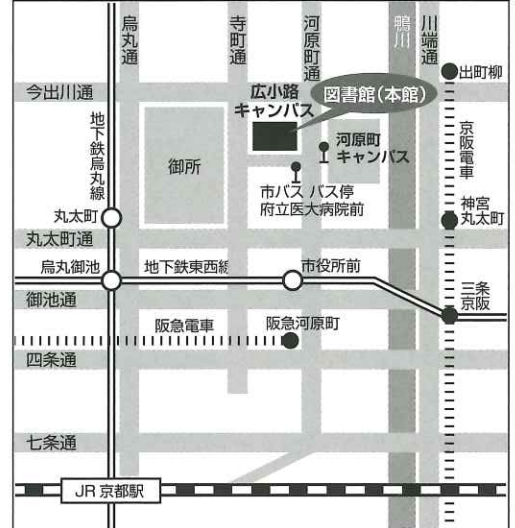 烏丸通
寺町通
河原町通
鴨川
川端通
出町柳
今出川通
広小路
キャンパス
図書館(本館)
地下鉄烏丸線
京阪電車
河原町
キャンパス
御所
市バス バス停
府立医大病院前
神宮
丸太町
丸太町
丸太町通
烏丸御池
地下鉄東西線
市役所前
三条
京阪
御池通
阪急電車
阪急河原町
四条通
七条通
JR 京都駅